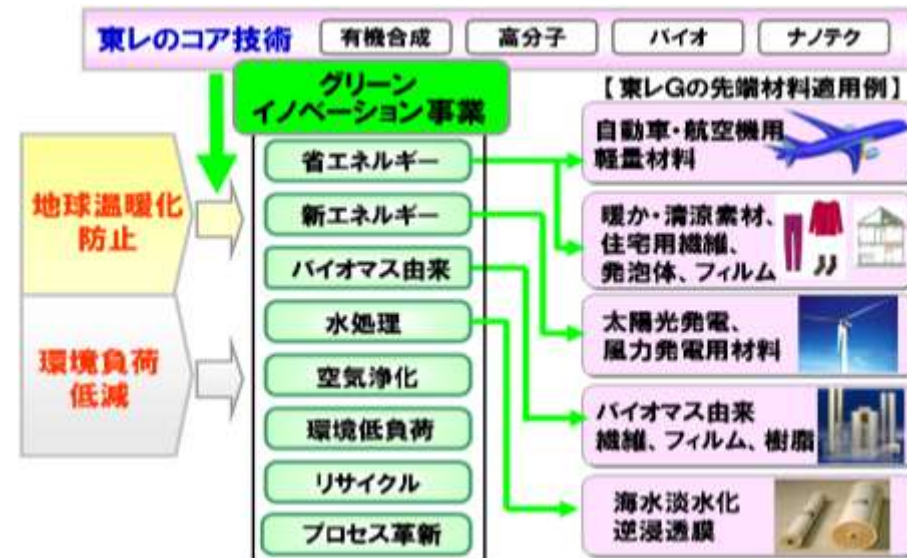 東レのコア技術
有機合成
高分子
バイオ
ナノテク
グリーン
イノベーション事業
【東レGの先端材料適用例】
地球温暖化
防止
環境負荷
低減
省エネルギー
新エネルギー
バイオマス由来
水処理
空気浄化
環境低負荷
リサイクル
プロセス革新
自動車・航空機用
軽量材料
暖か・清涼素材、
住宅用繊維、
発泡体、フィルム
太陽光発電、
風力発電用材料
バイオマス由来
繊維、フィルム、樹脂
海水淡水化
逆浸透膜